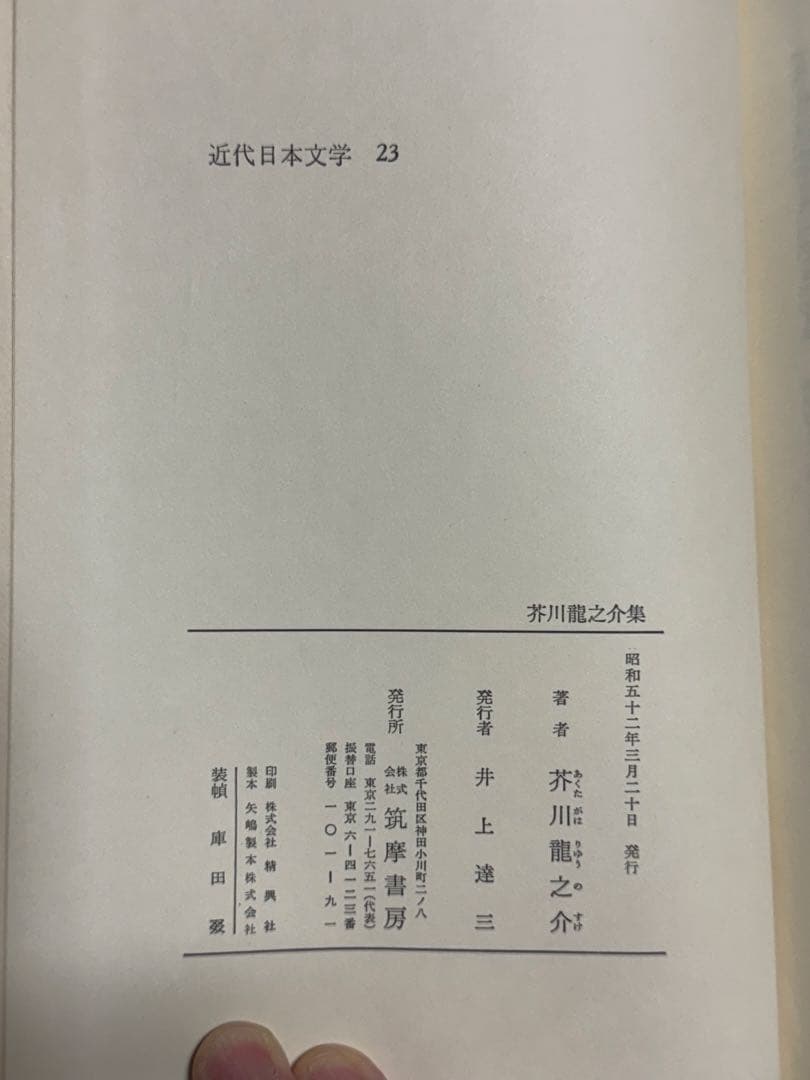 近代日本文学 23
芥川龍之介集
昭和五十二年三月二十日 発行
著者 芥川龍之介
あくたがはりゆうのすけ
発行者 井上達三
東京都千代田区神田小川町二ノ八
発行所 株式会社 筑摩書房
電話 東京二九一―七六五一(代表)
振替口座 東京 六―四一二三番
郵便番号 一〇一―九一
印刷 株式会社 精興社
製本 矢嶋製本株式会社
装幀 庫田叕